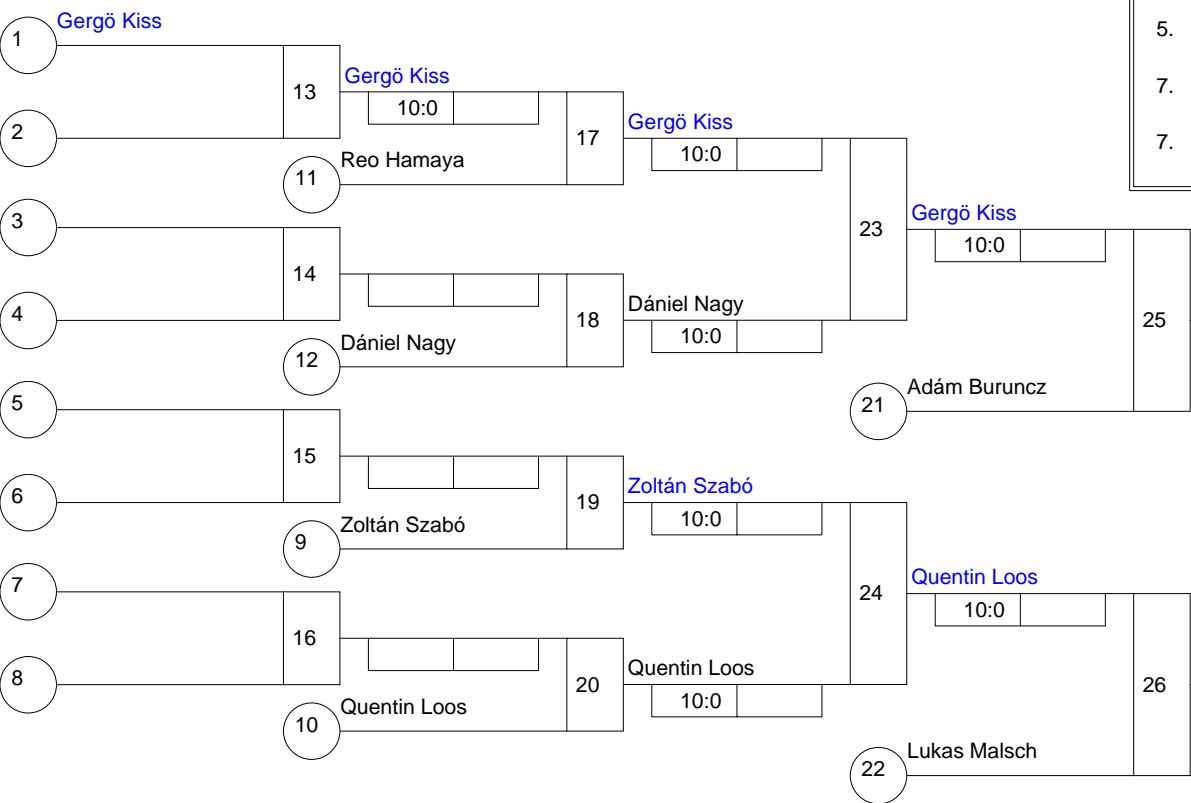 1
Gergö Kiss
5.
13
Gergö Kiss
10:0
7.
2
17
Gergö Kiss
10:0
7.
11
Reo Hamaya
3
23
Gergö Kiss
10:0
14
4
18
Dániel Nagy
10:0
25
12
Dániel Nagy
5
21
Adám Buruncz
15
6
19
Zoltán Szabó
10:0
9
Zoltán Szabó
7
24
Quentin Loos
10:0
16
8
20
Quentin Loos
10:0
26
10
Quentin Loos
22
Lukas Malsch